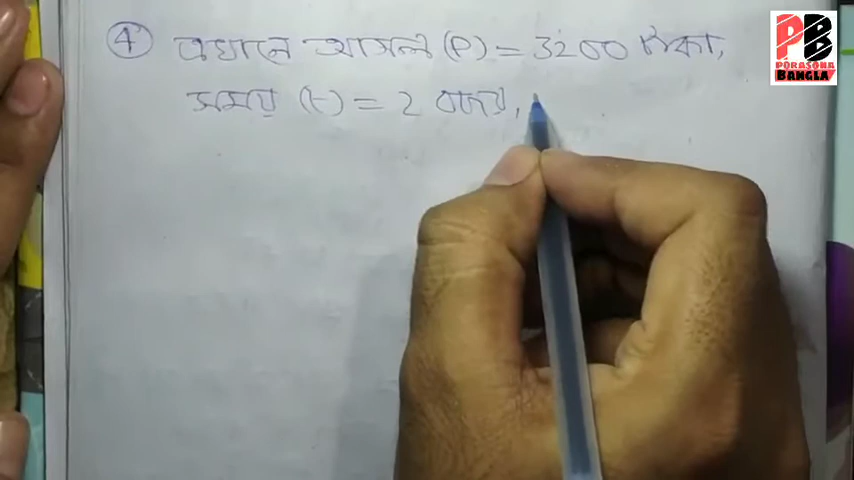 ④ এখানে আসল (P) = 3200 টাকা,
সময় (t) = 2 বছর,
PB
PORASONA
BANGLA